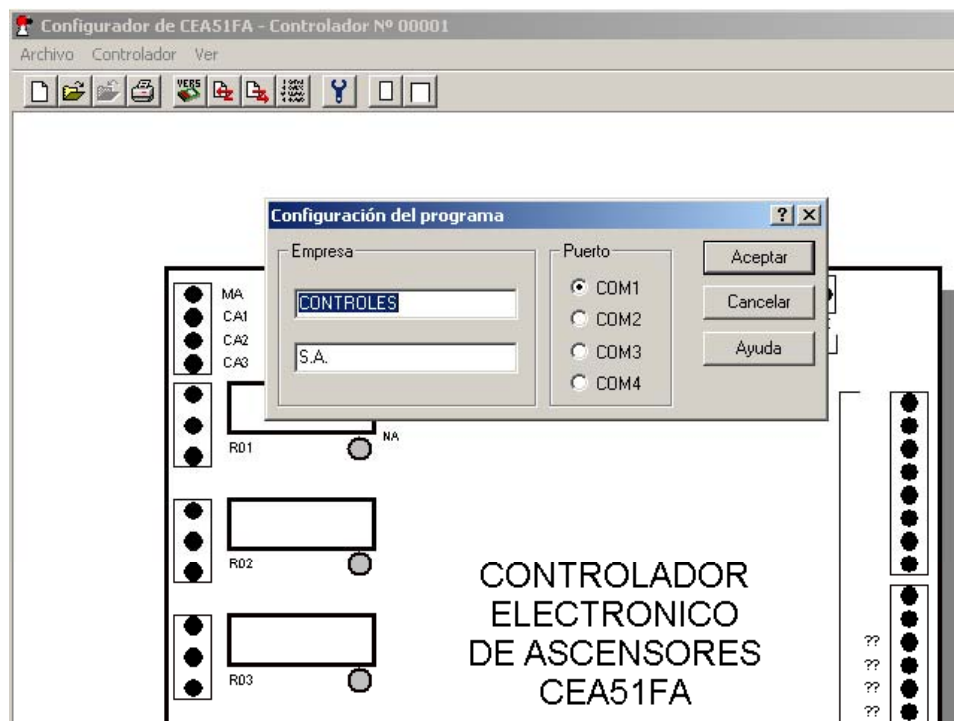 Configurador de CEA51FA - Controlador Nº 00001
Archivo Controlador Ver
VERS
Configuración del programa
Empresa
CONTROLES
S.A.
Puerto
COM1
COM2
COM3
COM4
Aceptar
Cancelar
Ayuda
MA
CA1
CA2
CA3
NA
R01
R02
R03
CONTROLADOR
ELECTRONICO
DE ASCENSORES
CEA51FA
??
??
??
??